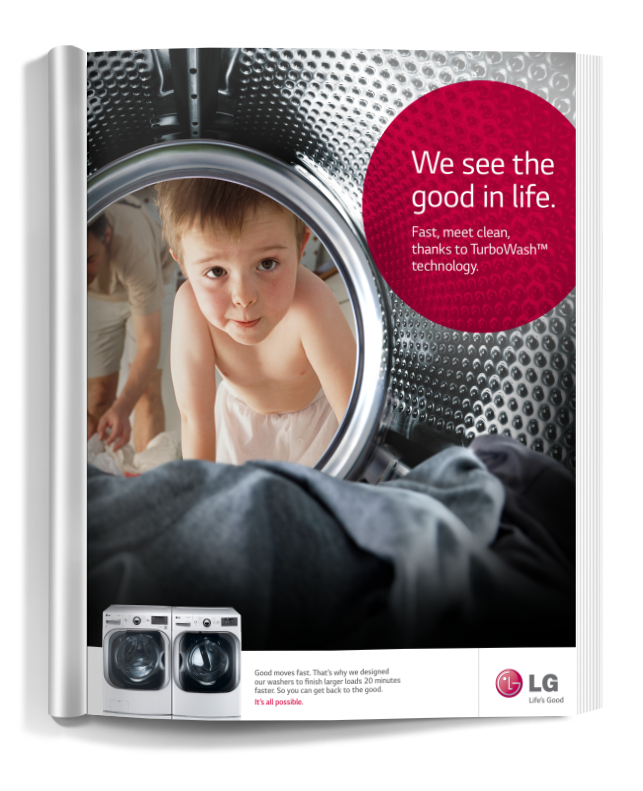 We see the
good in life.
Fast, meet clean,
thanks to TurboWash™
technology.
Good moves fast. That's why we designed
our washers to finish larger loads 20 minutes
faster. So you can get back to the good.
It's all possible.
LG
Life's Good